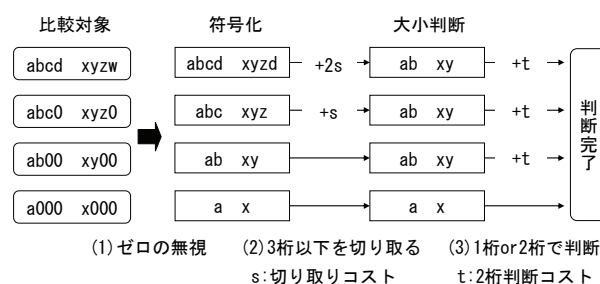 比較対象 符号化 大小判断
abcd xyzw abcd xyzd +2s ab xy +t
abc0 xyz0 abc xyz +s ab xy +t
ab00 xy00 ab xy ab xy +t
a000 x000 a x a x
判断完了
(1)ゼロの無視 (2)3桁以下を切り取る (3)1桁or2桁で判断
s:切り取りコスト t:2桁判断コスト